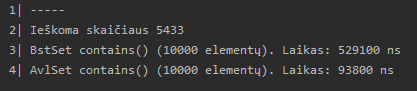 1| -----
2| Ieškoma skaičiaus 5433
3| BstSet contains() (10000 elementų). Laikas: 529100 ns
4| AvlSet contains() (10000 elementų). Laikas: 93800 ns